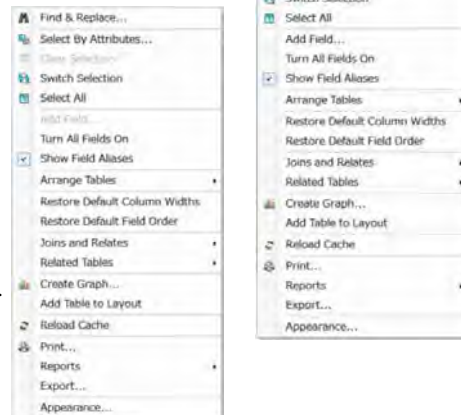 Find & Replace...
Select By Attributes...
Clear Selection
Switch Selection
Select All
Add Field...
Turn All Fields On
Show Field Aliases
Arrange Tables
Restore Default Column Widths
Restore Default Field Order
Joins and Relates
Related Tables
Create Graph...
Add Table to Layout
Reload Cache
Print...
Reports
Export...
Appearance...
Switch Selection
Select All
Add Field...
Turn All Fields On
Show Field Aliases
Arrange Tables
Restore Default Column Widths
Restore Default Field Order
Joins and Relates
Related Tables
Create Graph...
Add Table to Layout
Reload Cache
Print...
Reports
Export...
Appearance...